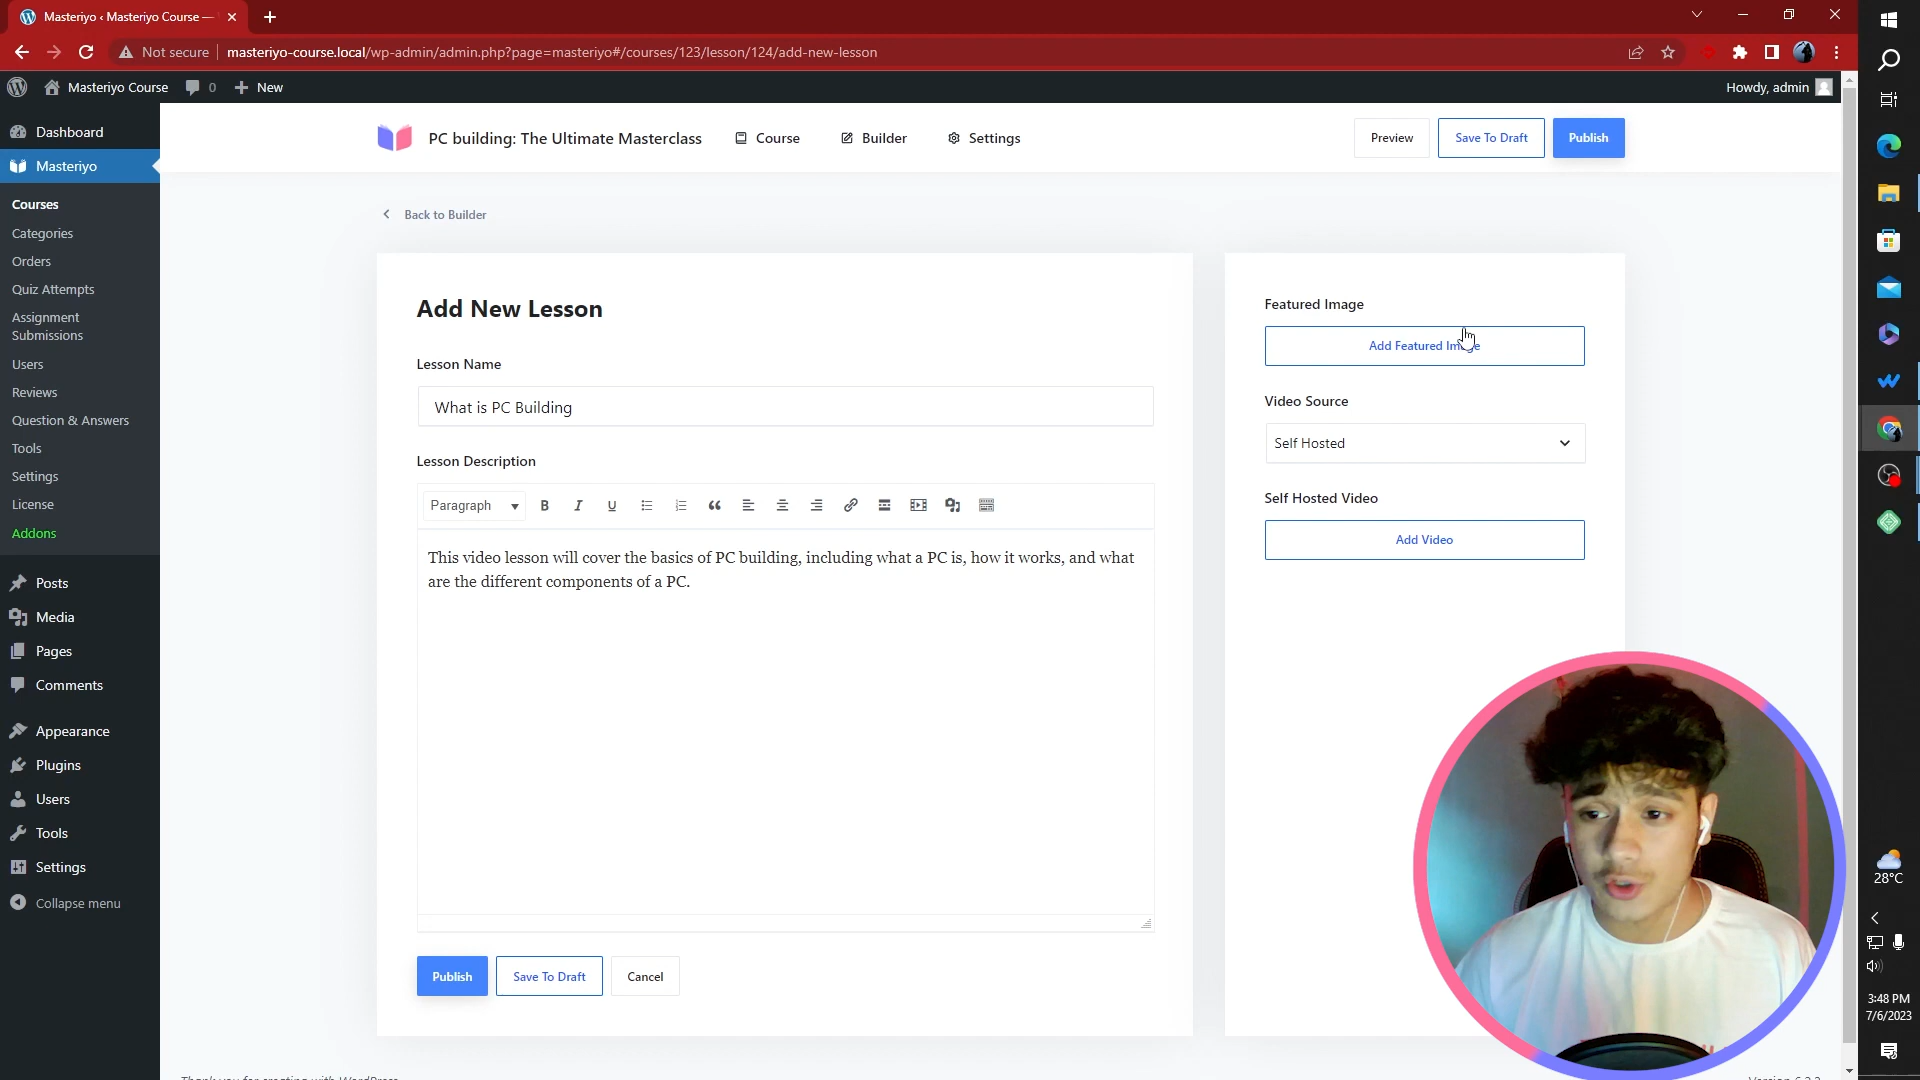 Masteriyo ‹ Masteriyo Course —
Not secure
masteriyo-course.local/wp-admin/admin.php?page=masteriyo#/courses/123/lesson/124/add-new-lesson
Masteriyo Course
0
New
Howdy, admin
Dashboard
Masteriyo
Courses
Categories
Orders
Quiz Attempts
Assignment
Submissions
Users
Reviews
Question & Answers
Tools
Settings
License
Addons
Posts
Media
Pages
Comments
Appearance
Plugins
Users
Tools
Settings
Collapse menu
PC building: The Ultimate Masterclass
Course
Builder
Settings
Preview
Save To Draft
Publish
Back to Builder
Add New Lesson
Lesson Name
What is PC Building
Lesson Description
Paragraph
This video lesson will cover the basics of PC building, including what a PC is, how it works, and what
are the different components of a PC.
Publish
Save To Draft
Cancel
Featured Image
Add Featured Image
Video Source
Self Hosted
Self Hosted Video
Add Video
28°C
3:48 PM
7/6/2023